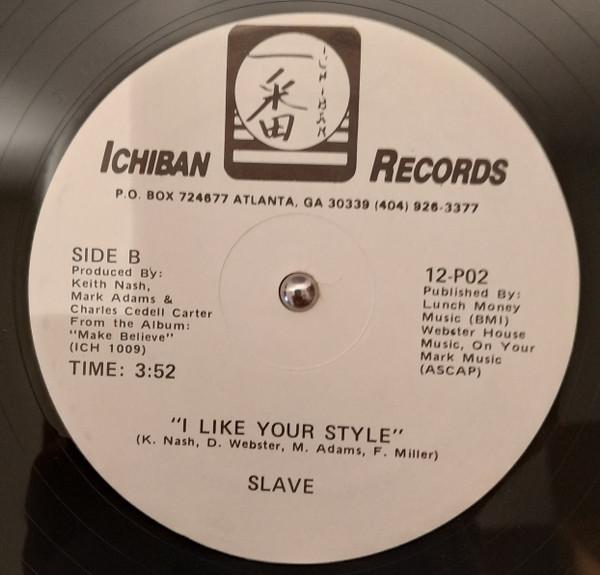 一番
ICHIBAN
ICHIBAN RECORDS
P.O. BOX 724677 ATLANTA, GA 30339 (404) 926-3377
SIDE B
Produced By:
Keith Nash,
Mark Adams &
Charles Cedell Carter
From the Album:
"Make Believe"
(ICH 1009)
TIME: 3:52
12-P02
Published By:
Lunch Money
Music (BMI)
Webster House
Music, On Your
Mark Music
(ASCAP)
"I LIKE YOUR STYLE"
(K. Nash, D. Webster, M. Adams, F. Miller)
SLAVE